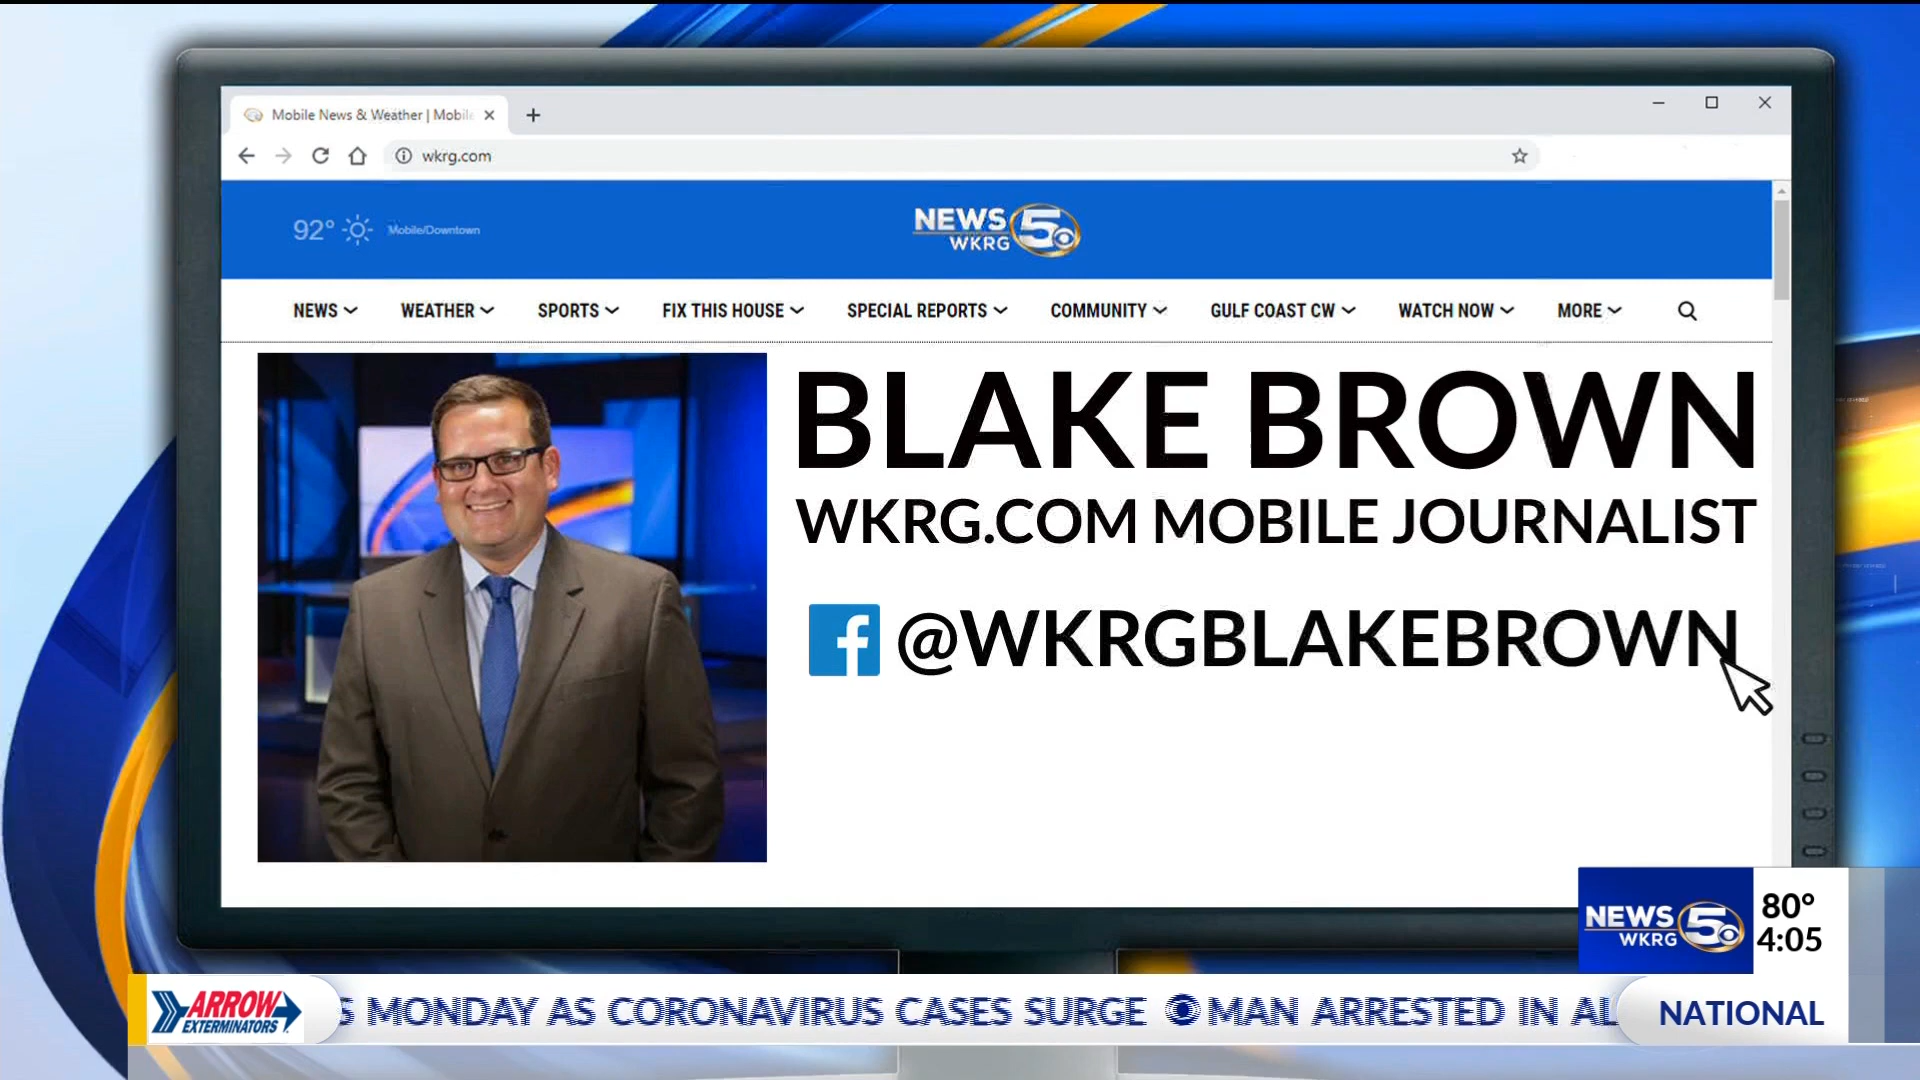 Mobile News & Weather | Mobil
wkrg.com
92° Mobile/Downtown
NEWS 5
WKRG
NEWS WEATHER SPORTS FIX THIS HOUSE SPECIAL REPORTS COMMUNITY GULF COAST CW WATCH NOW MORE
BLAKE BROWN
WKRG.COM MOBILE JOURNALIST
@WKRGBLAKEBROWN
NEWS 5
WKRG
80°
4:05
ARROW
EXTERMINATORS
S MONDAY AS CORONAVIRUS CASES SURGE MAN ARRESTED IN AL
NATIONAL